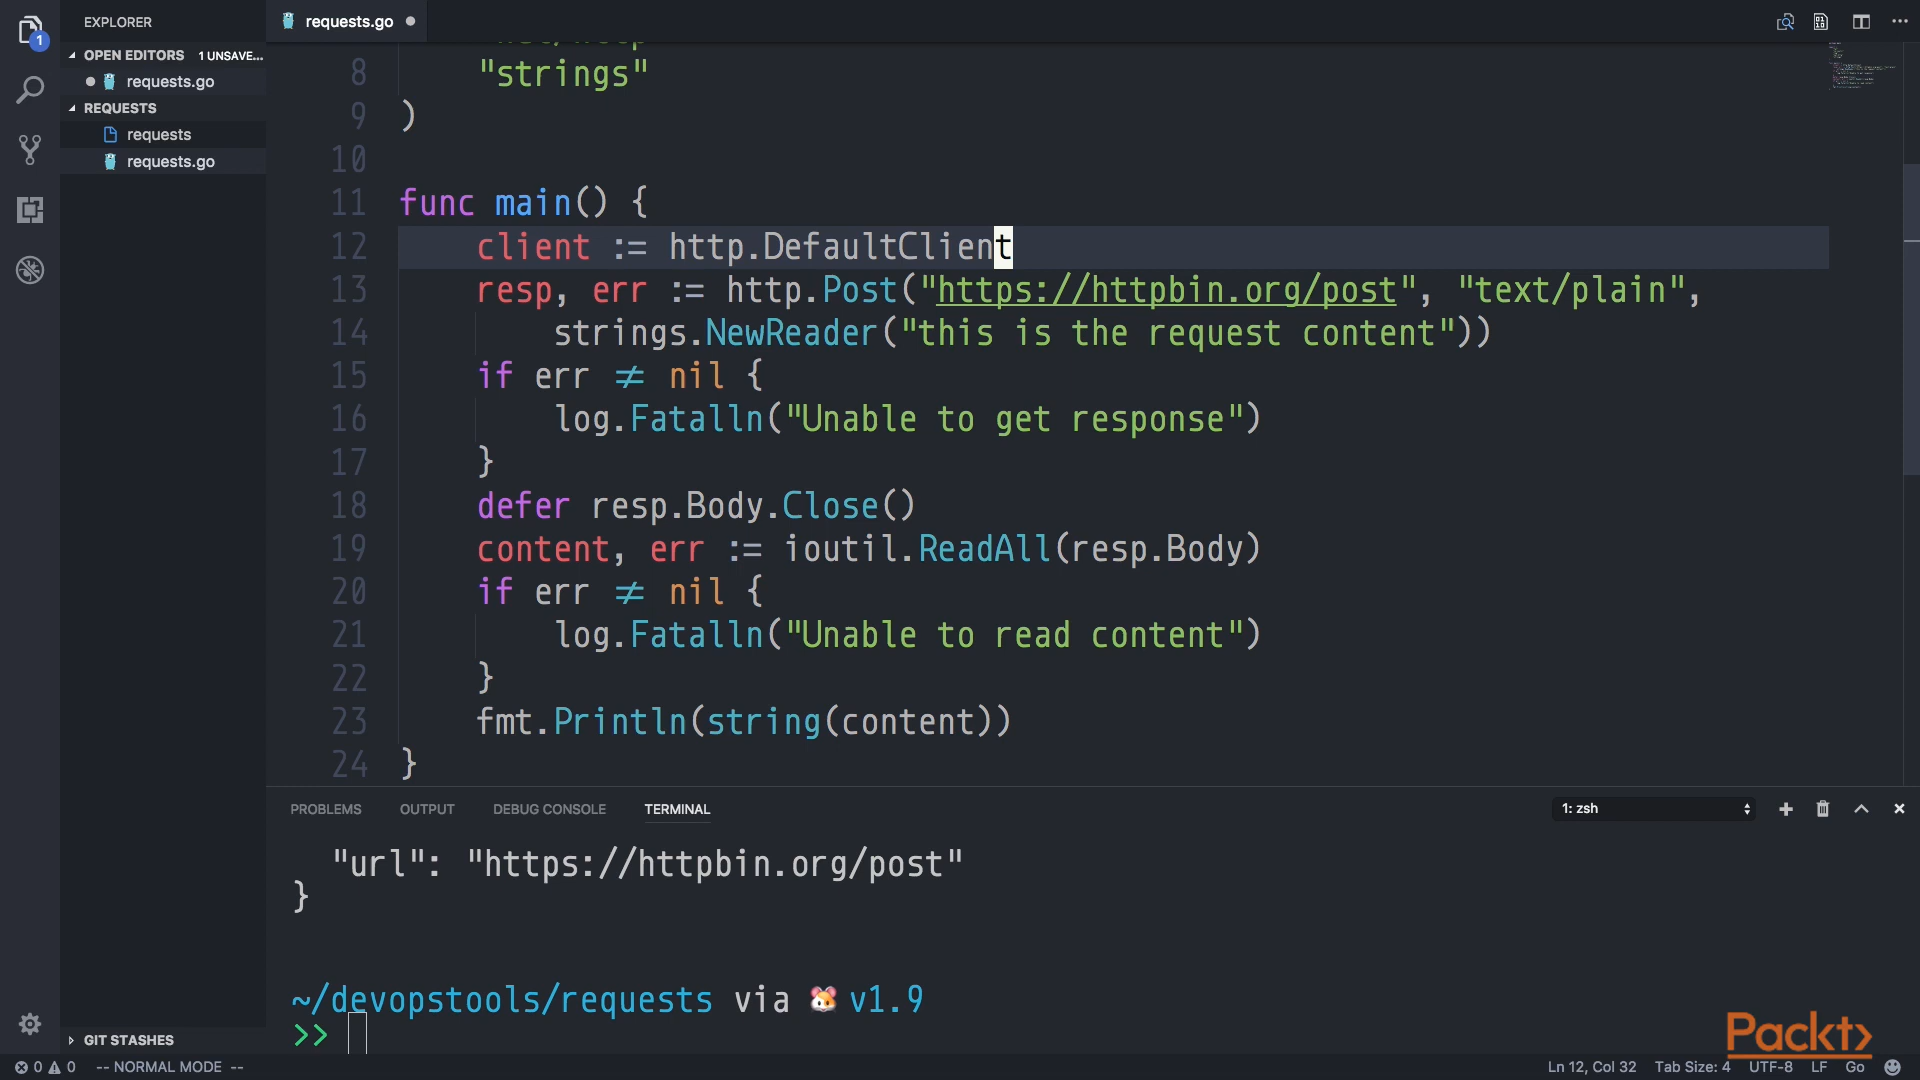 EXPLORER
OPEN EDITORS 1 UNSAVE...
requests.go
REQUESTS
requests
requests.go
GIT STASHES
1
requests.go
8 "strings"
9 )
10
11 func main() {
12 client := http.DefaultClient
13 resp, err := http.Post("https://httpbin.org/post", "text/plain",
14 strings.NewReader("this is the request content"))
15 if err ≠ nil {
16 log.Fatalln("Unable to get response")
17 }
18 defer resp.Body.Close()
19 content, err := ioutil.ReadAll(resp.Body)
20 if err ≠ nil {
21 log.Fatalln("Unable to read content")
22 }
23 fmt.Println(string(content))
24 }
PROBLEMS OUTPUT DEBUG CONSOLE TERMINAL 1: zsh
"url": "https://httpbin.org/post"
}
~/devopstools/requests via 🐹 v1.9
>>
Packt>
0 0 -- NORMAL MODE -- Ln 12, Col 32 Tab Size: 4 UTF-8 LF Go